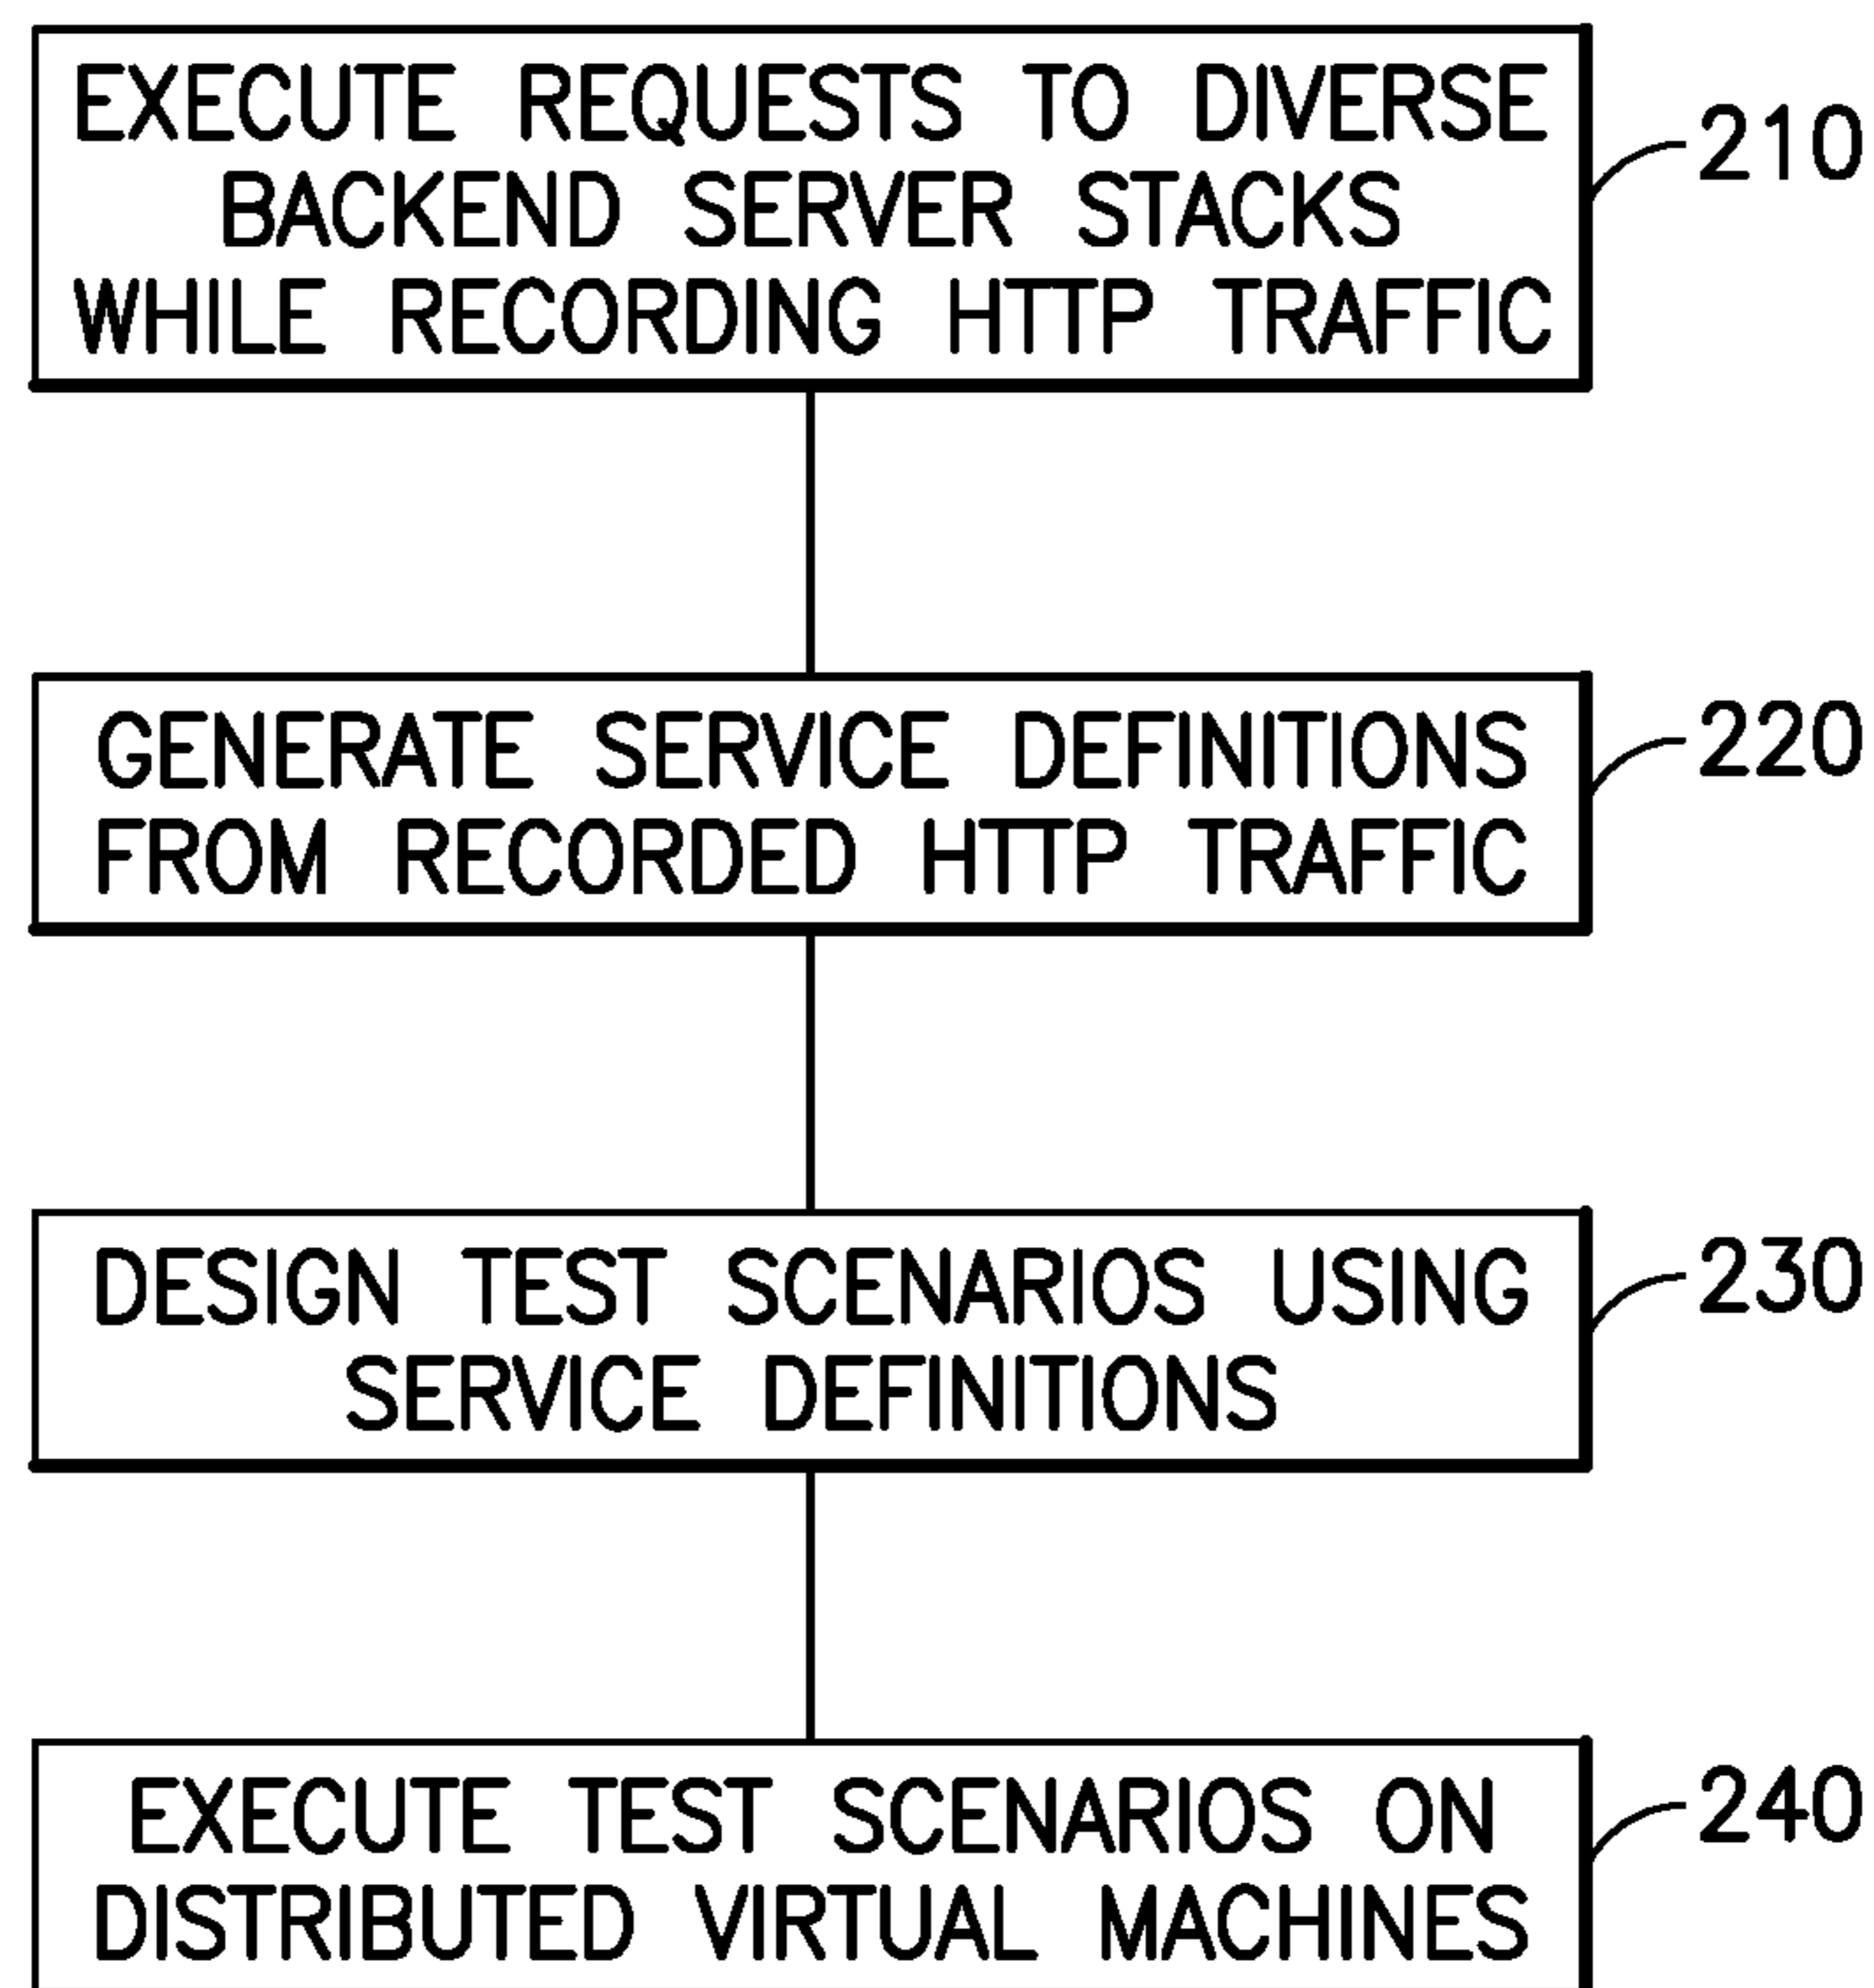 EXECUTE REQUESTS TO DIVERSE
BACKEND SERVER STACKS
WHILE RECORDING HTTP TRAFFIC
210
GENERATE SERVICE DEFINITIONS
FROM RECORDED HTTP TRAFFIC
220
DESIGN TEST SCENARIOS USING
SERVICE DEFINITIONS
230
EXECUTE TEST SCENARIOS ON
DISTRIBUTED VIRTUAL MACHINES
240